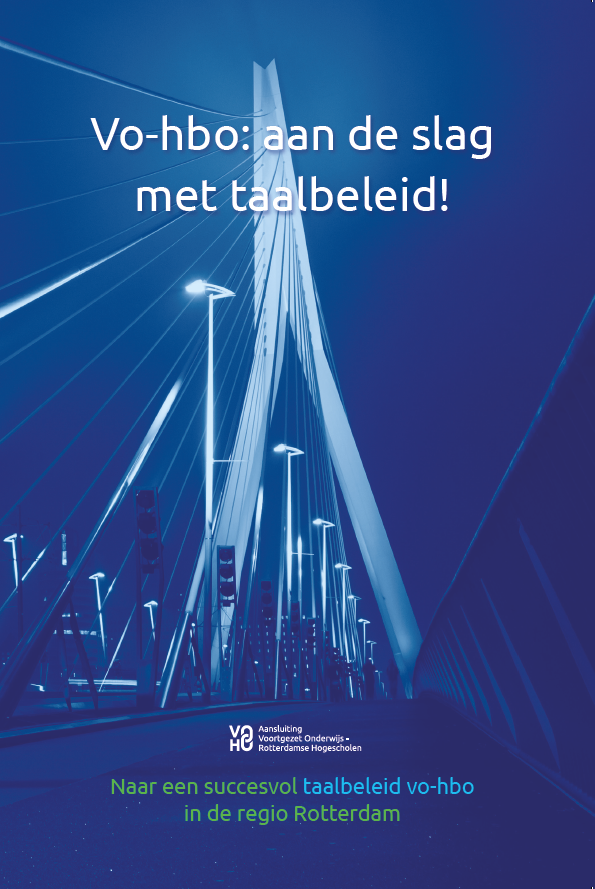 Vo-hbo: aan de slag
met taalbeleid!
VO
HO
Aansluiting
Voortgezet Onderwijs -
Rotterdamse Hogescholen
Naar een succesvol taalbeleid vo-hbo
in de regio Rotterdam